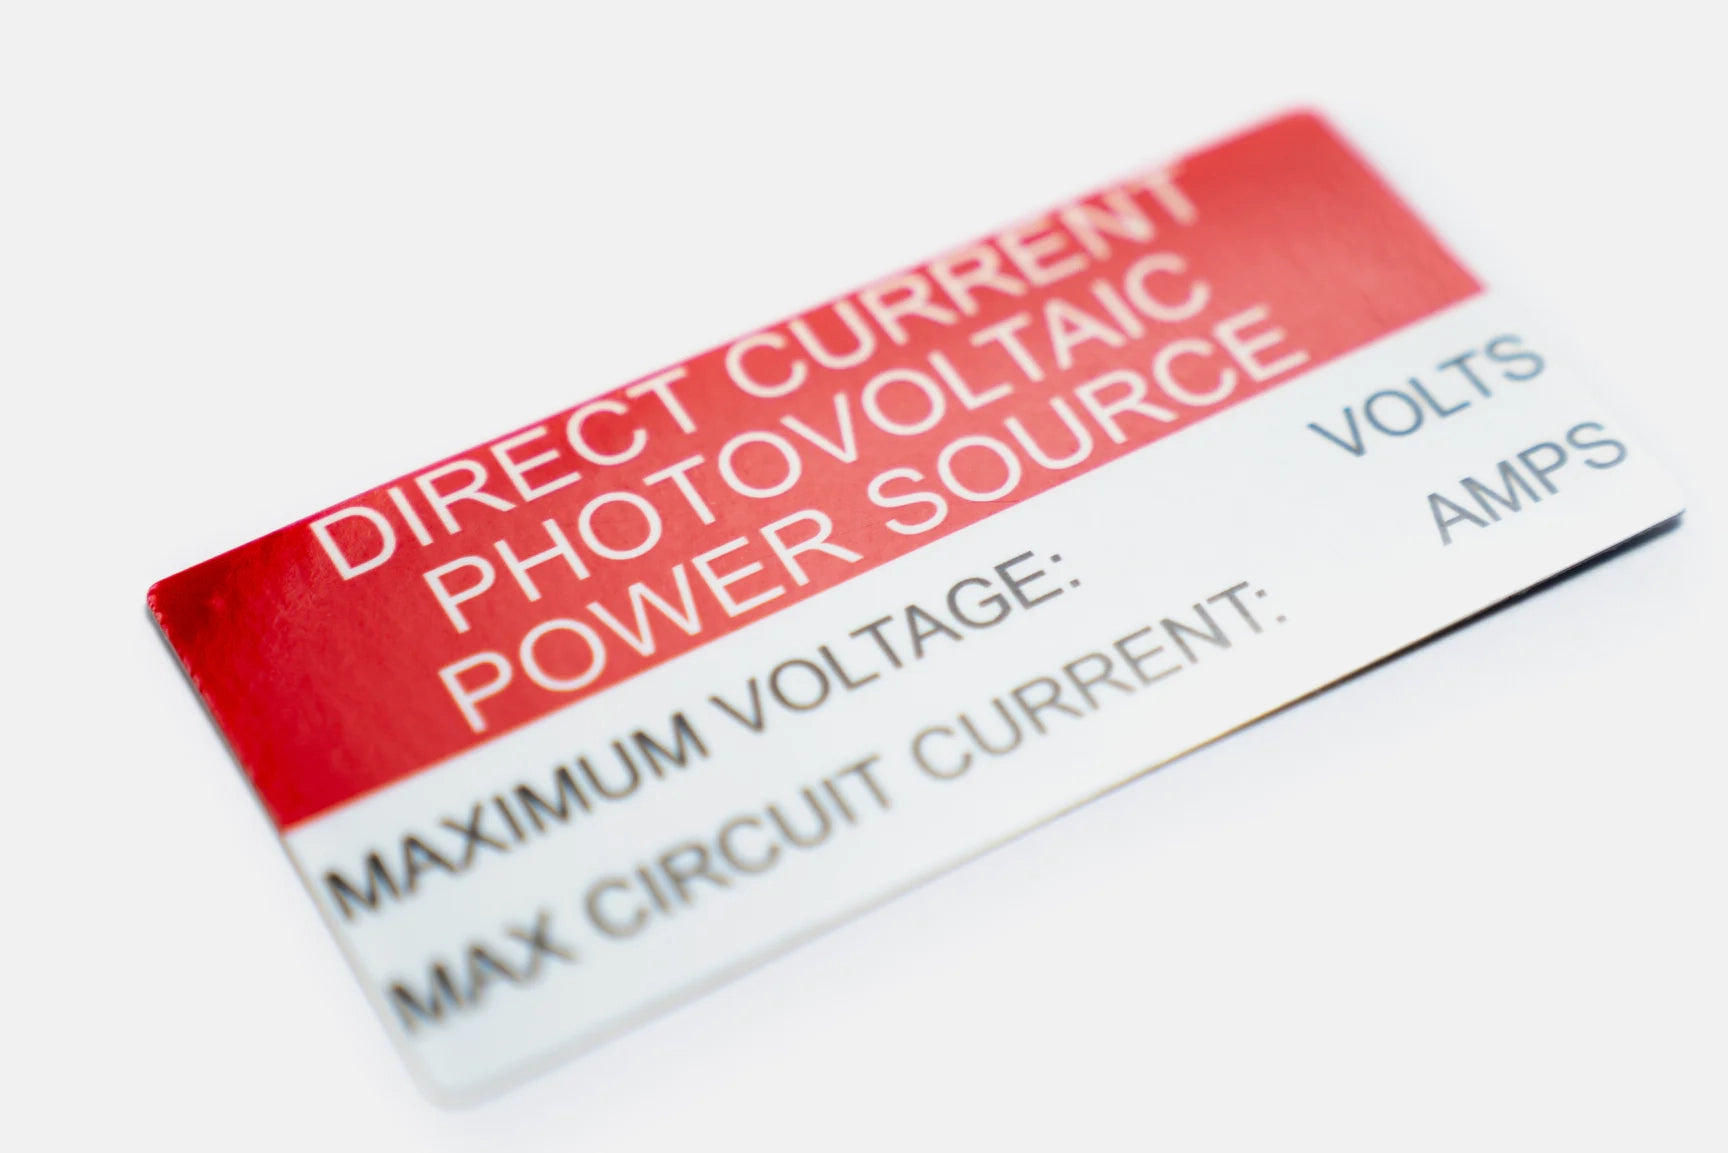 DIRECT CURRENT
PHOTOVOLTAIC
POWER SOURCE
MAXIMUM VOLTAGE: VOLTS
MAX CIRCUIT CURRENT: AMPS